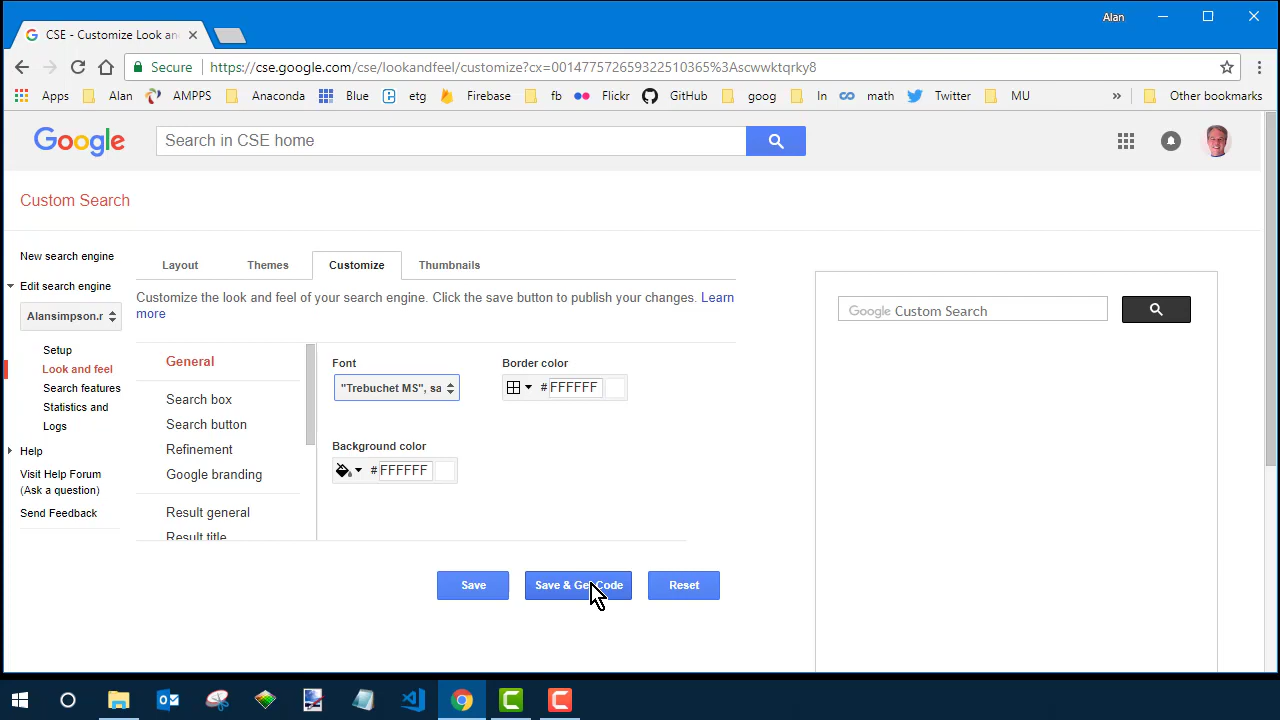 CSE - Customize Look an
Alan
Secure
https://cse.google.com/cse/lookandfeel/customize?cx=001477572659322510365%3Ascwwktqrky8
Apps Alan AMPPS Anaconda Blue etg Firebase fb Flickr GitHub goog In math Twitter MU » Other bookmarks
Google
Search in CSE home
Custom Search
New search engine
Edit search engine
Alansimpson.r
Setup
Look and feel
Search features
Statistics and
Logs
Help
Visit Help Forum
(Ask a question)
Send Feedback
Layout Themes Customize Thumbnails
Customize the look and feel of your search engine. Click the save button to publish your changes. Learn
more
General
Search box
Search button
Refinement
Google branding
Result general
Result title
Font
"Trebuchet MS", sa
Border color
# FFFFFF
Background color
# FFFFFF
Save Save & Get Code Reset
Google Custom Search